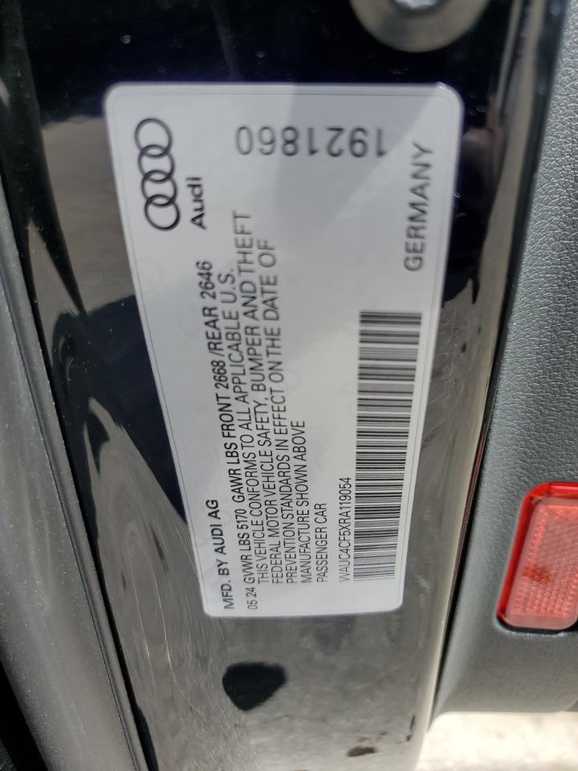 Audi
MFD. BY AUDI AG
05.24 GVWR LBS 5170 GAWR LBS FRONT 2668 /REAR 2646
THIS VEHICLE CONFORMS TO ALL APPLICABLE U.S.
FEDERAL MOTOR VEHICLE SAFETY, BUMPER AND THEFT
PREVENTION STANDARDS IN EFFECT ON THE DATE OF
MANUFACTURE SHOWN ABOVE
PASSENGER CAR
WAUC4CF5XRA119054
GERMANY
1921860